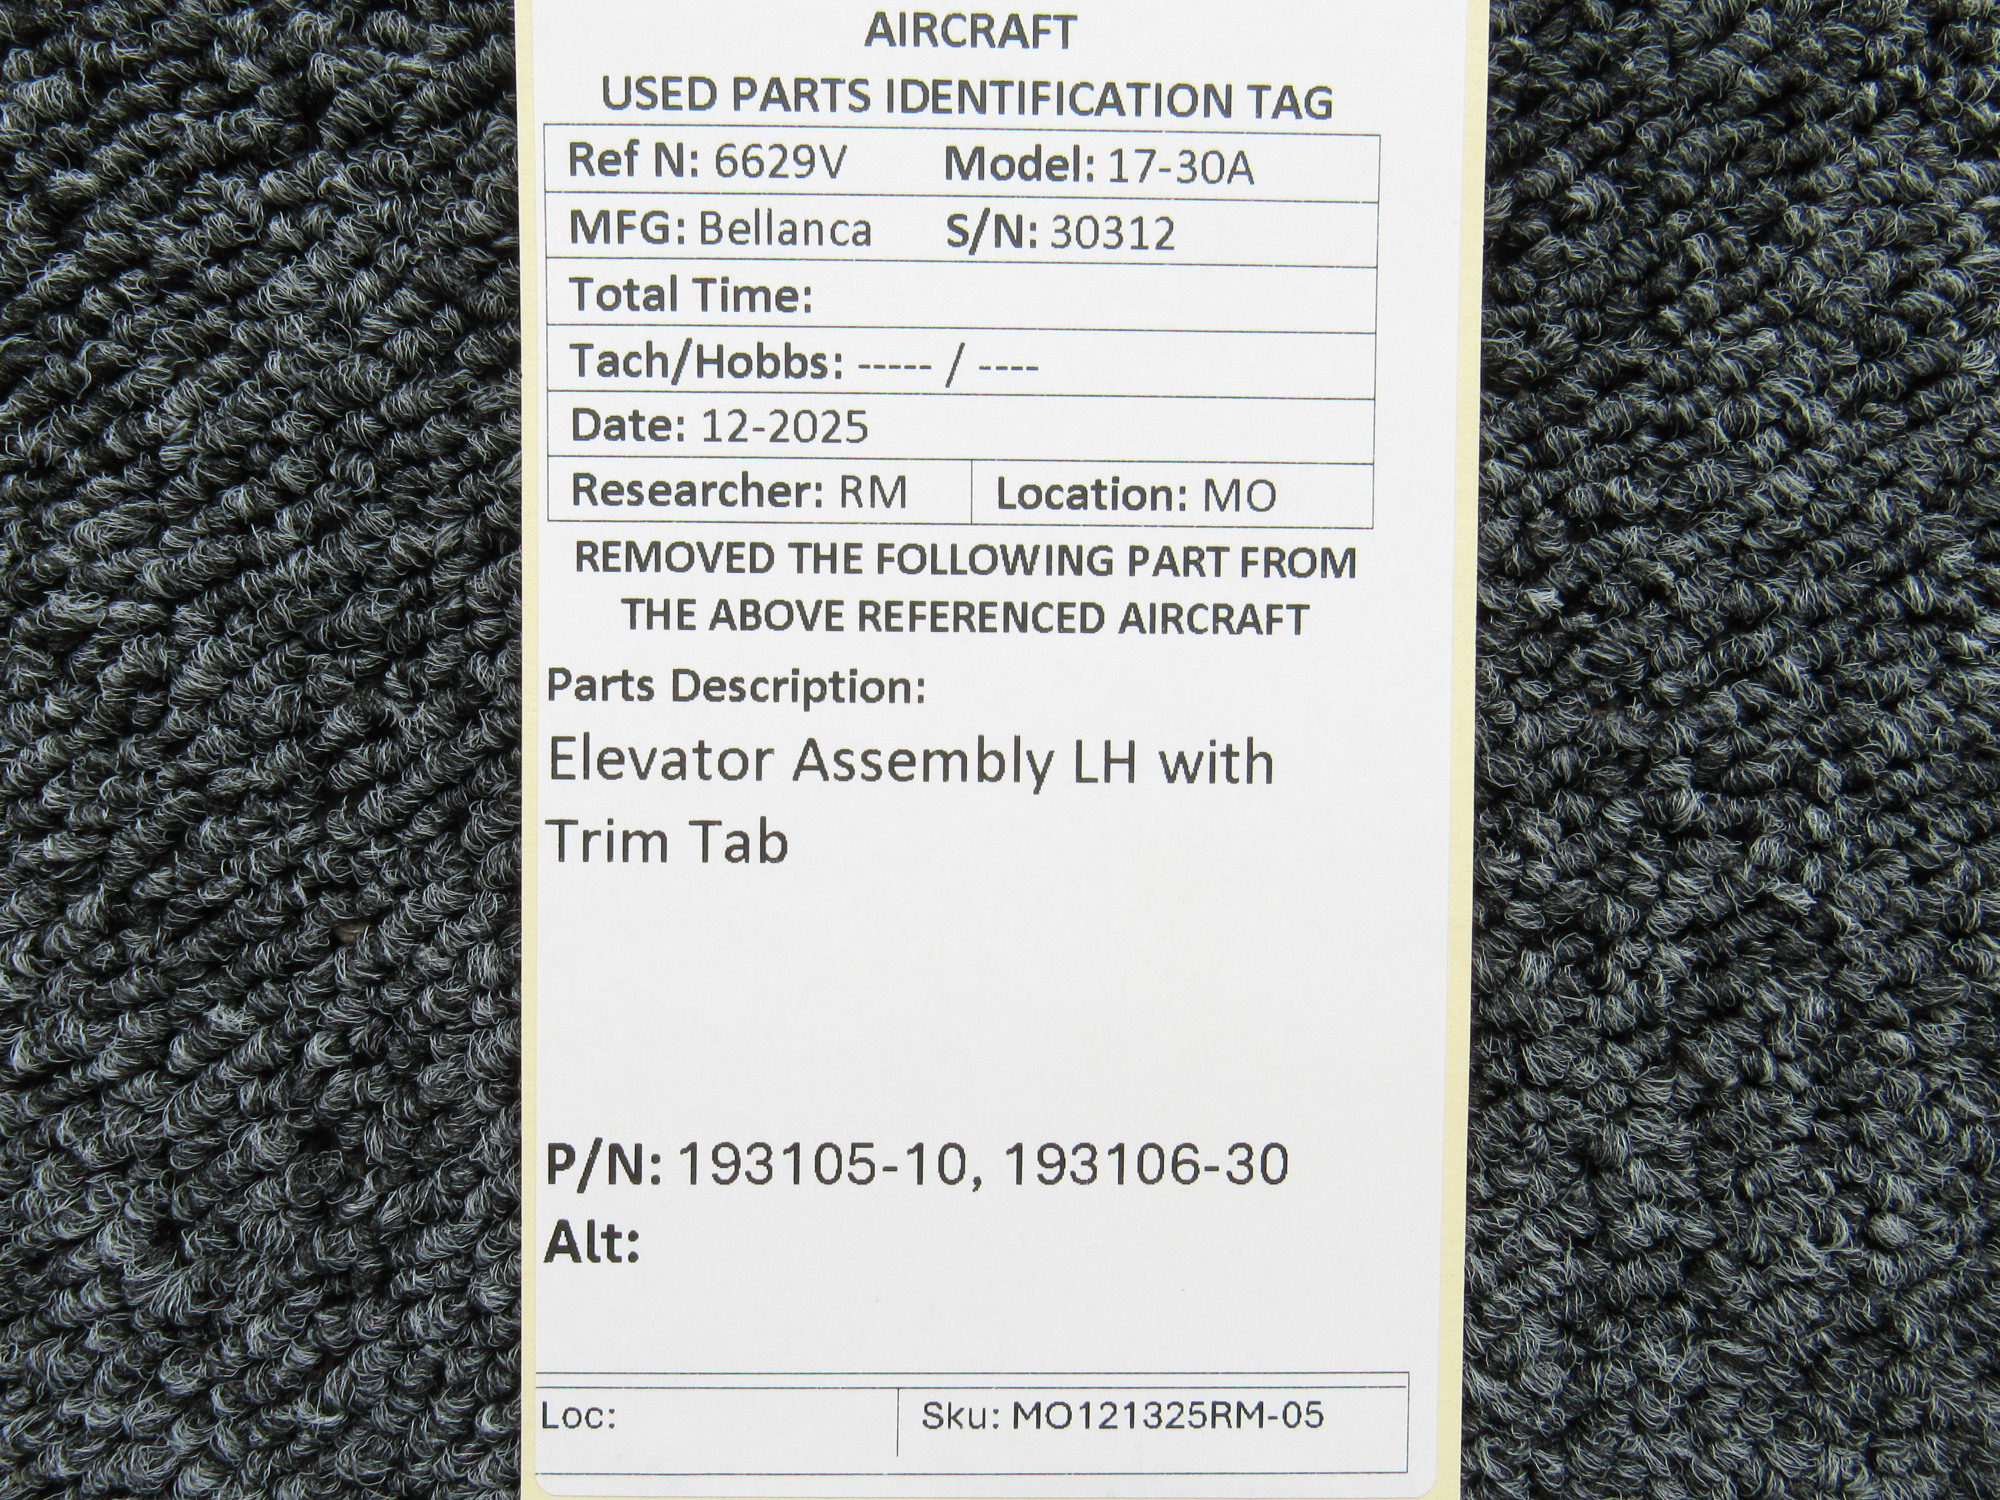 AIRCRAFT
USED PARTS IDENTIFICATION TAG
Ref N: 6629V Model: 17-30A
MFG: Bellanca S/N: 30312
Total Time:
Tach/Hobbs: ----- / ----
Date: 12-2025
Researcher: RM Location: MO
REMOVED THE FOLLOWING PART FROM
THE ABOVE REFERENCED AIRCRAFT
Parts Description:
Elevator Assembly LH with
Trim Tab
P/N: 193105-10, 193106-30
Alt:
Loc: Sku: MO121325RM-05